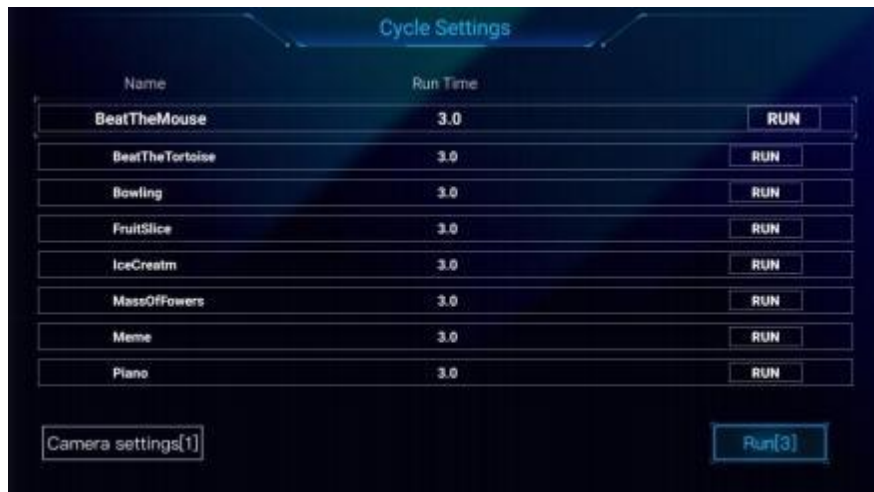 Cycle Settings
Name Run Time
BeatTheMouse 3.0 RUN
BeatTheTortoise 3.0 RUN
Bowling 3.0 RUN
FruitSlice 3.0 RUN
IceCreatm 3.0 RUN
MassOfFowers 3.0 RUN
Meme 3.0 RUN
Piano 3.0 RUN
Camera settings[1] Run[3]